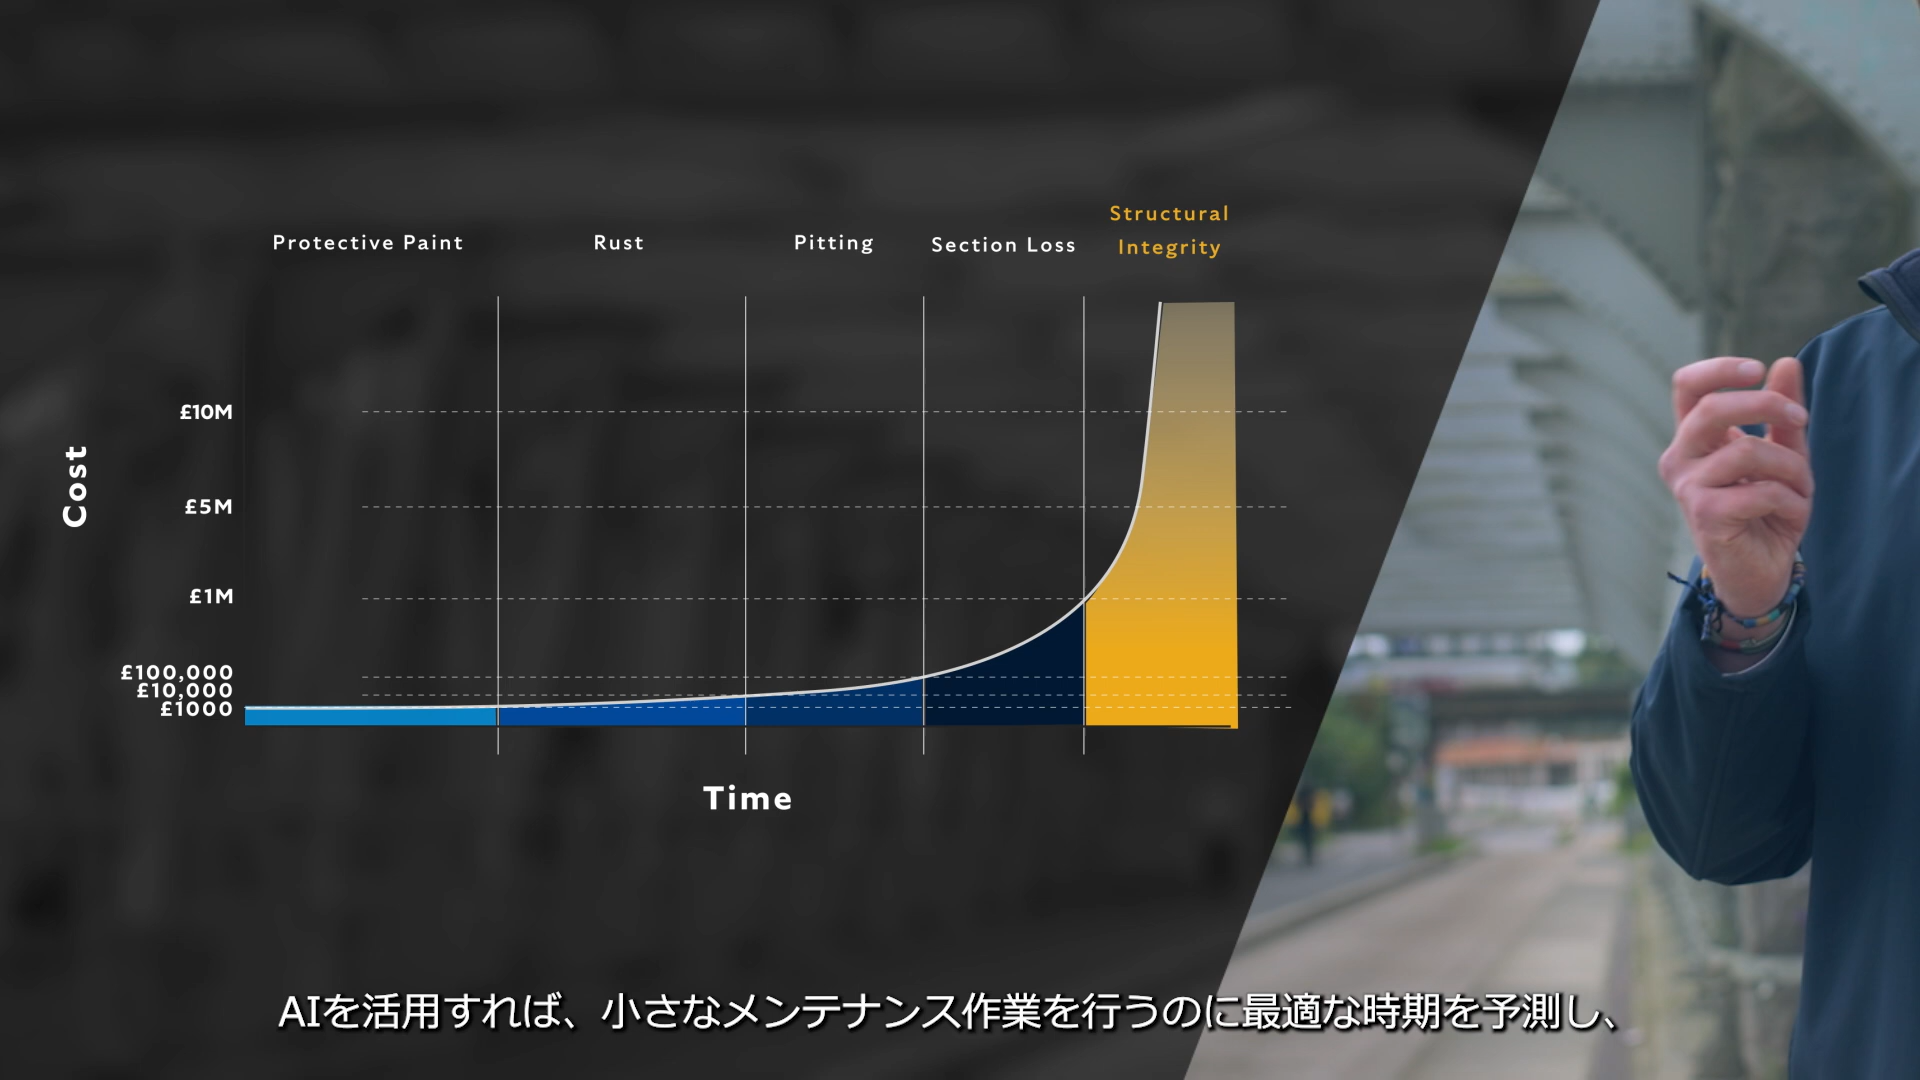 Structural
Integrity
Protective Paint
Rust
Pitting
Section Loss
£10M
£5M
£1M
£100,000
£10,000
£1000
Cost
Time
AIを活用すれば、小さなメンテナンス作業を行うのに最適な時期を予測し、